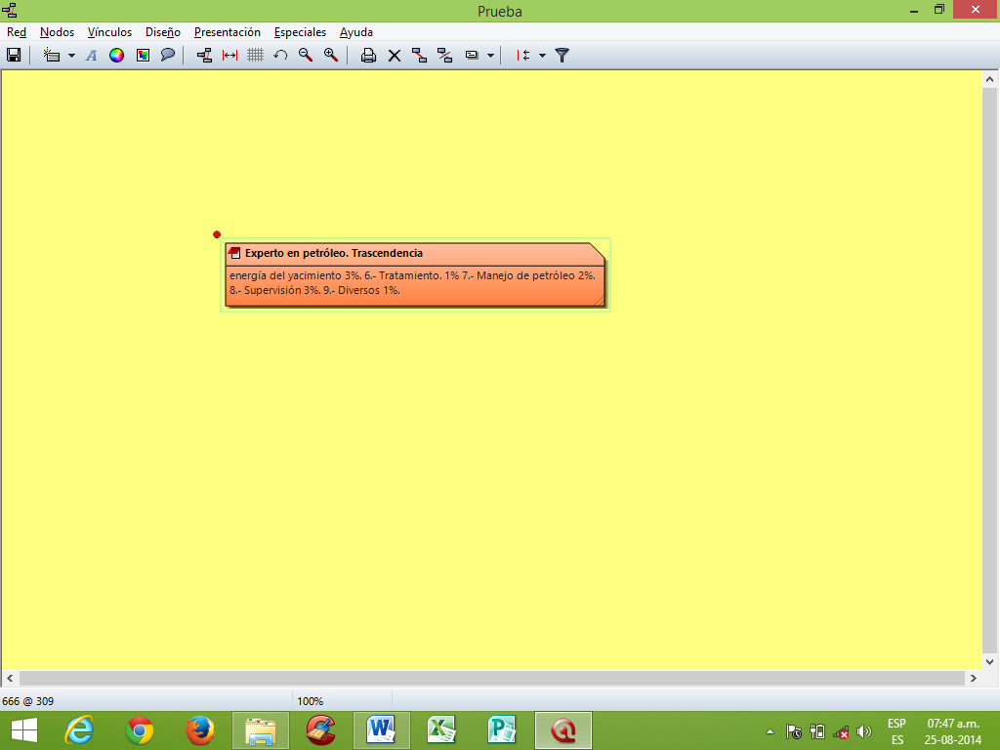 Prueba
Red Nodos Vínculos Diseño Presentación Especiales Ayuda
Experto en petróleo. Trascendencia
energía del yacimiento 3%. 6.- Tratamiento. 1% 7.- Manejo de petróleo 2%.
8.- Supervisión 3%. 9.- Diversos 1%.
666 @ 309 100%
ESP 07:47 a.m.
ES 25-08-2014